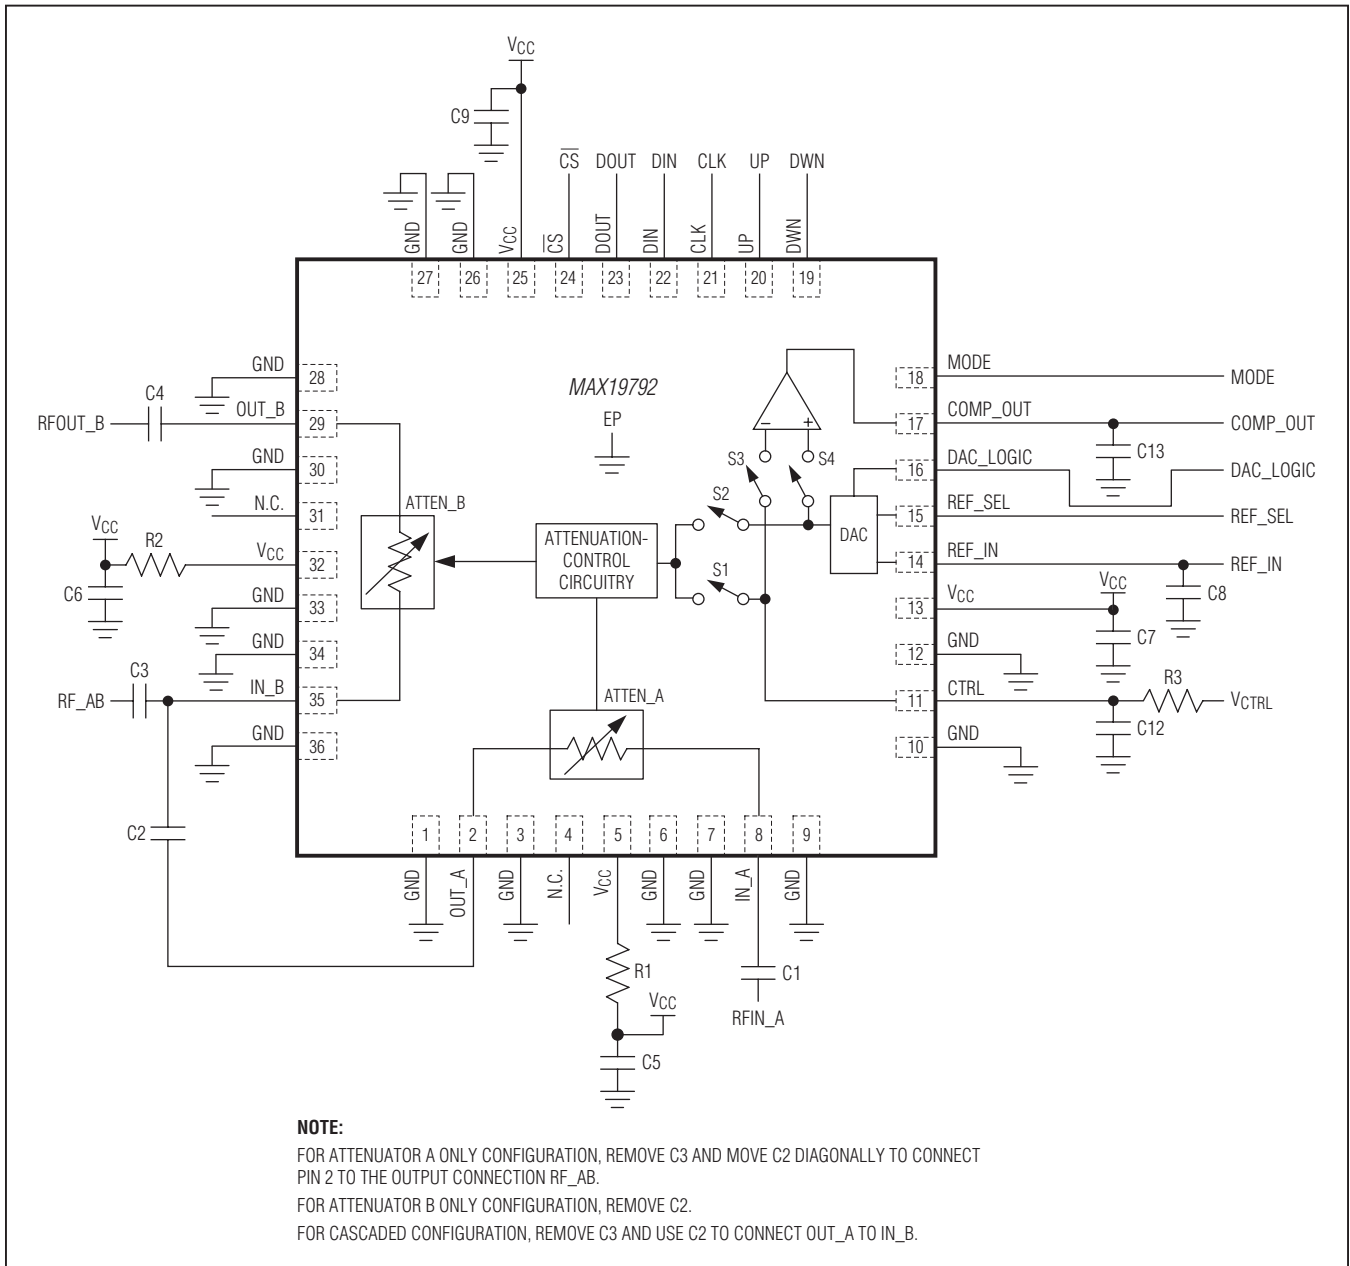 VCC
C9
CS DOUT DIN CLK UP DWN
GND GND VCC CS DOUT DIN CLK UP DWN
27 26 25 24 23 22 21 20 19
GND 28
C4
RFOUT_B OUT_B 29
GND 30
N.C. 31
VCC R2 VCC 32
C6
GND 33
GND 34
C3
RF_AB IN_B 35
GND 36
C2
MAX19792
EP
ATTEN_B
ATTENUATION-
CONTROL
CIRCUITRY
S3 S4
S2
S1
DAC
ATTEN_A
18 MODE MODE
17 COMP_OUT COMP_OUT
C13
16 DAC_LOGIC DAC_LOGIC
15 REF_SEL REF_SEL
14 REF_IN REF_IN
C8
13 VCC VCC
C7
12 GND
11 CTRL R3 VCTRL
C12
10 GND
1 2 3 4 5 6 7 8 9
GND OUT_A GND N.C. VCC GND GND IN_A GND
R1
VCC
C5
C1
RFIN_A
NOTE:
FOR ATTENUATOR A ONLY CONFIGURATION, REMOVE C3 AND MOVE C2 DIAGONALLY TO CONNECT
PIN 2 TO THE OUTPUT CONNECTION RF_AB.
FOR ATTENUATOR B ONLY CONFIGURATION, REMOVE C2.
FOR CASCADED CONFIGURATION, REMOVE C3 AND USE C2 TO CONNECT OUT_A TO IN_B.